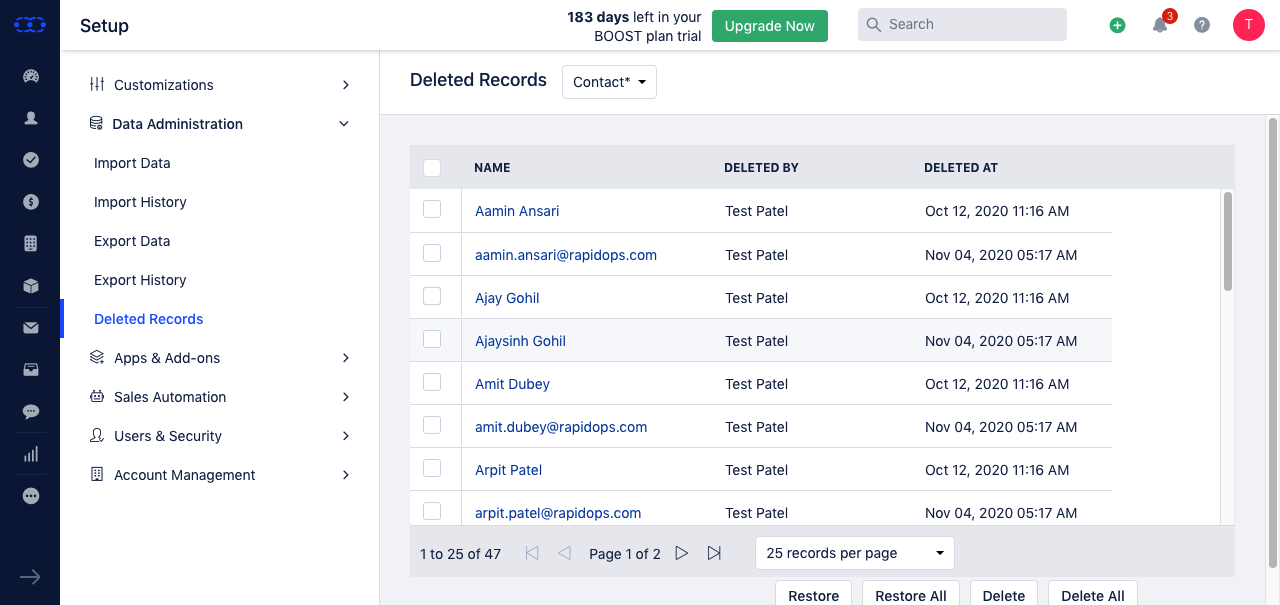 Setup
183 days left in your
BOOST plan trial
Upgrade Now
Search
3
T
Customizations
Data Administration
Import Data
Import History
Export Data
Export History
Deleted Records
Apps & Add-ons
Sales Automation
Users & Security
Account Management
Deleted Records
Contact*
NAME DELETED BY DELETED AT
Aamin Ansari Test Patel Oct 12, 2020 11:16 AM
aamin.ansari@rapidops.com Test Patel Nov 04, 2020 05:17 AM
Ajay Gohil Test Patel Oct 12, 2020 11:16 AM
Ajaysinh Gohil Test Patel Nov 04, 2020 05:17 AM
Amit Dubey Test Patel Oct 12, 2020 11:16 AM
amit.dubey@rapidops.com Test Patel Nov 04, 2020 05:17 AM
Arpit Patel Test Patel Oct 12, 2020 11:16 AM
arpit.patel@rapidops.com Test Patel Nov 04, 2020 05:17 AM
1 to 25 of 47 Page 1 of 2 25 records per page
Restore Restore All Delete Delete All